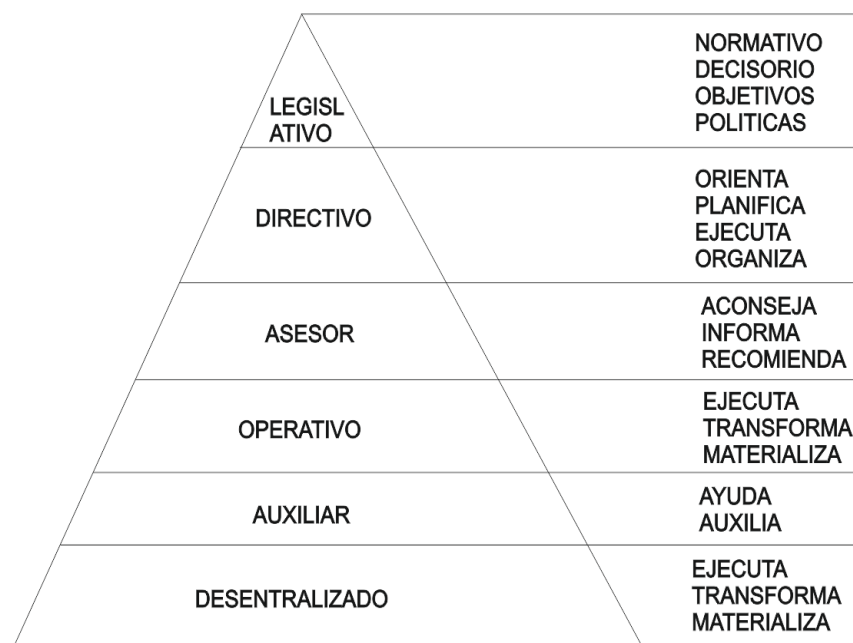 LEGISL
ATIVO
NORMATIVO
DECISORIO
OBJETIVOS
POLITICAS
DIRECTIVO
ORIENTA
PLANIFICA
EJECUTA
ORGANIZA
ASESOR
ACONSEJA
INFORMA
RECOMIENDA
OPERATIVO
EJECUTA
TRANSFORMA
MATERIALIZA
AUXILIAR
AYUDA
AUXILIA
DESENTRALIZADO
EJECUTA
TRANSFORMA
MATERIALIZA